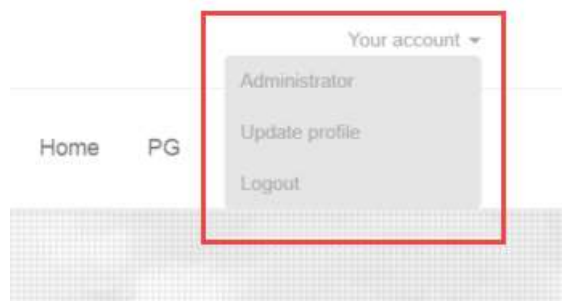 Your account
Administrator
Update profile
Home PG
Logout